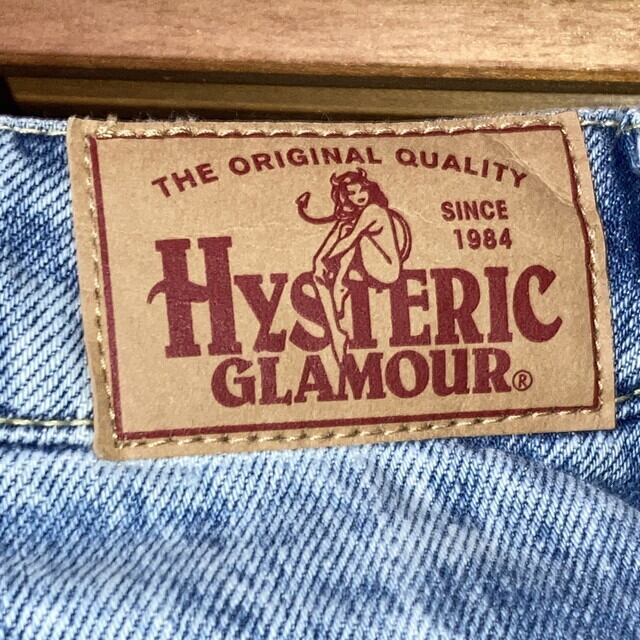 THE ORIGINAL QUALITY
SINCE
1984
HYSTERIC
GLAMOUR®